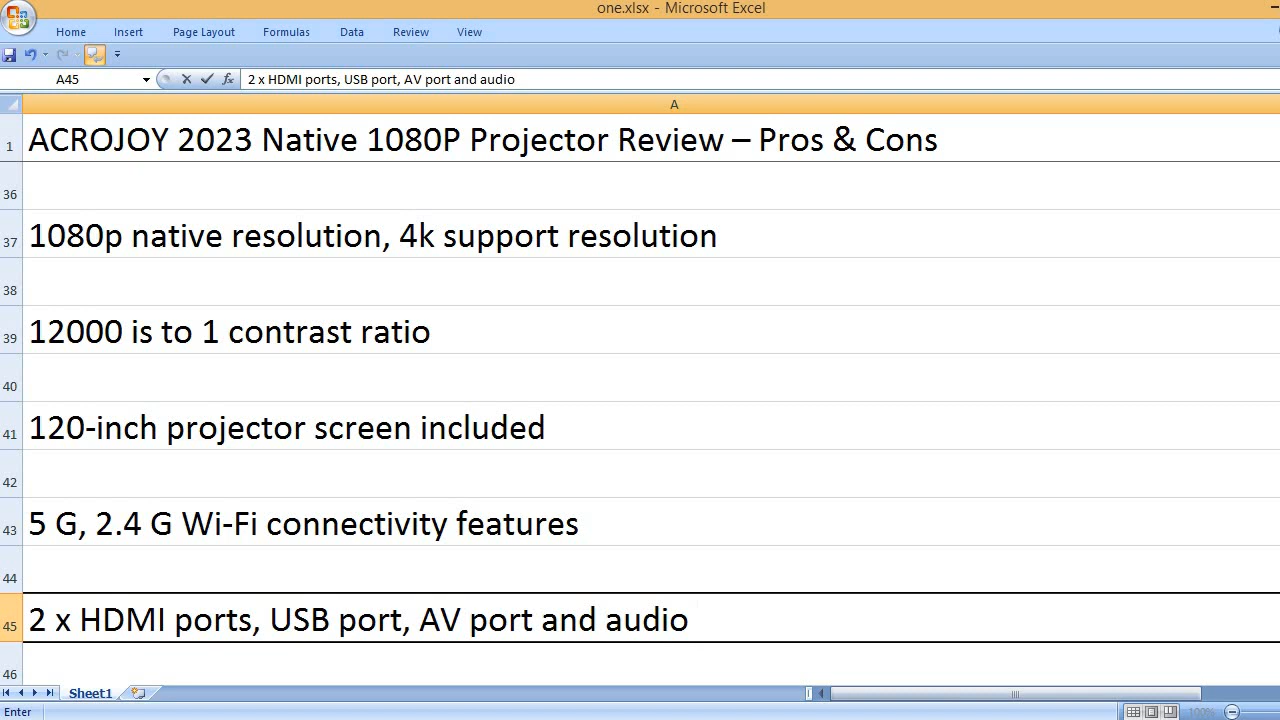 one.xlsx - Microsoft Excel
Home Insert Page Layout Formulas Data Review View
A45 fx 2 x HDMI ports, USB port, AV port and audio
A
1 ACROJOY 2023 Native 1080P Projector Review – Pros & Cons
36
37 1080p native resolution, 4k support resolution
38
39 12000 is to 1 contrast ratio
40
41 120-inch projector screen included
42
43 5 G, 2.4 G Wi-Fi connectivity features
44
45 2 x HDMI ports, USB port, AV port and audio
46
Sheet1
Enter 100%